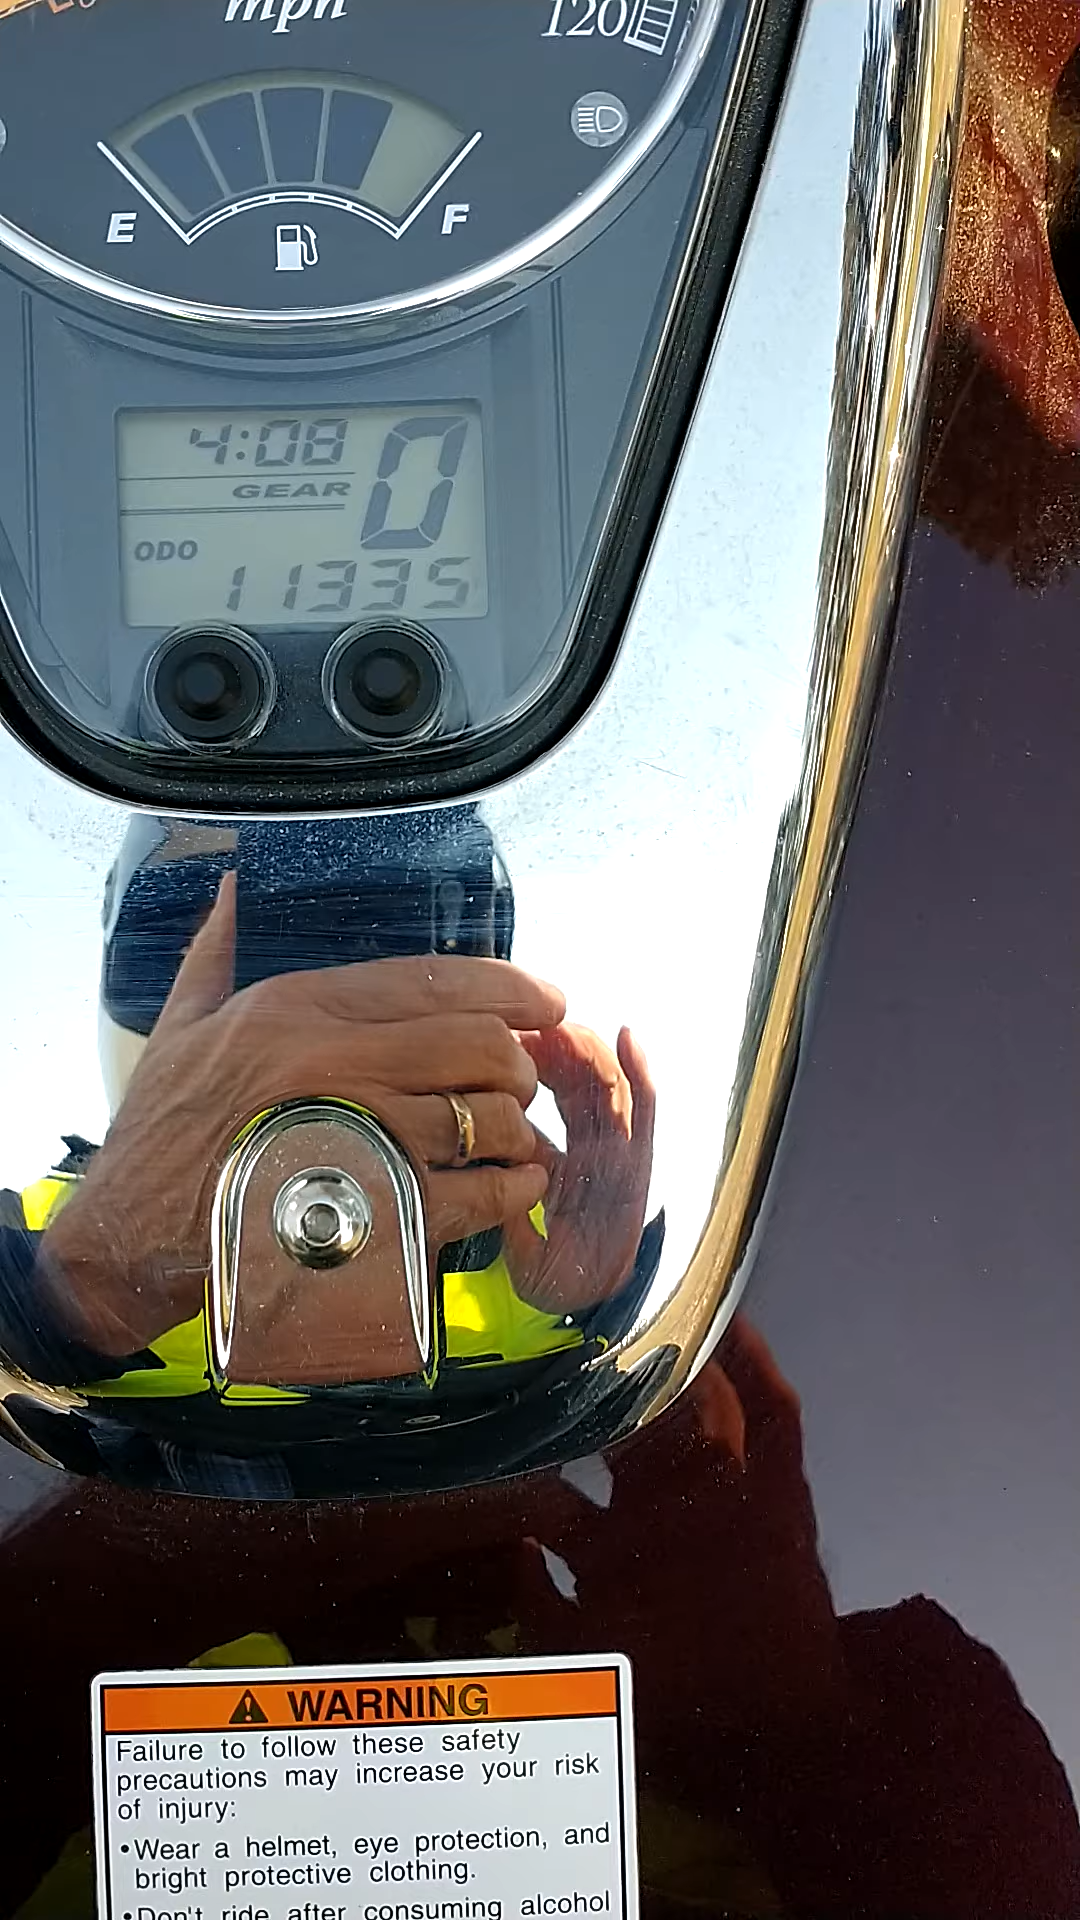 mph
120
E F
4:08 0
GEAR
ODO
11335
WARNING
Failure to follow these safety
precautions may increase your risk
of injury:
•Wear a helmet, eye protection, and
bright protective clothing.
•Don't ride after consuming alcohol